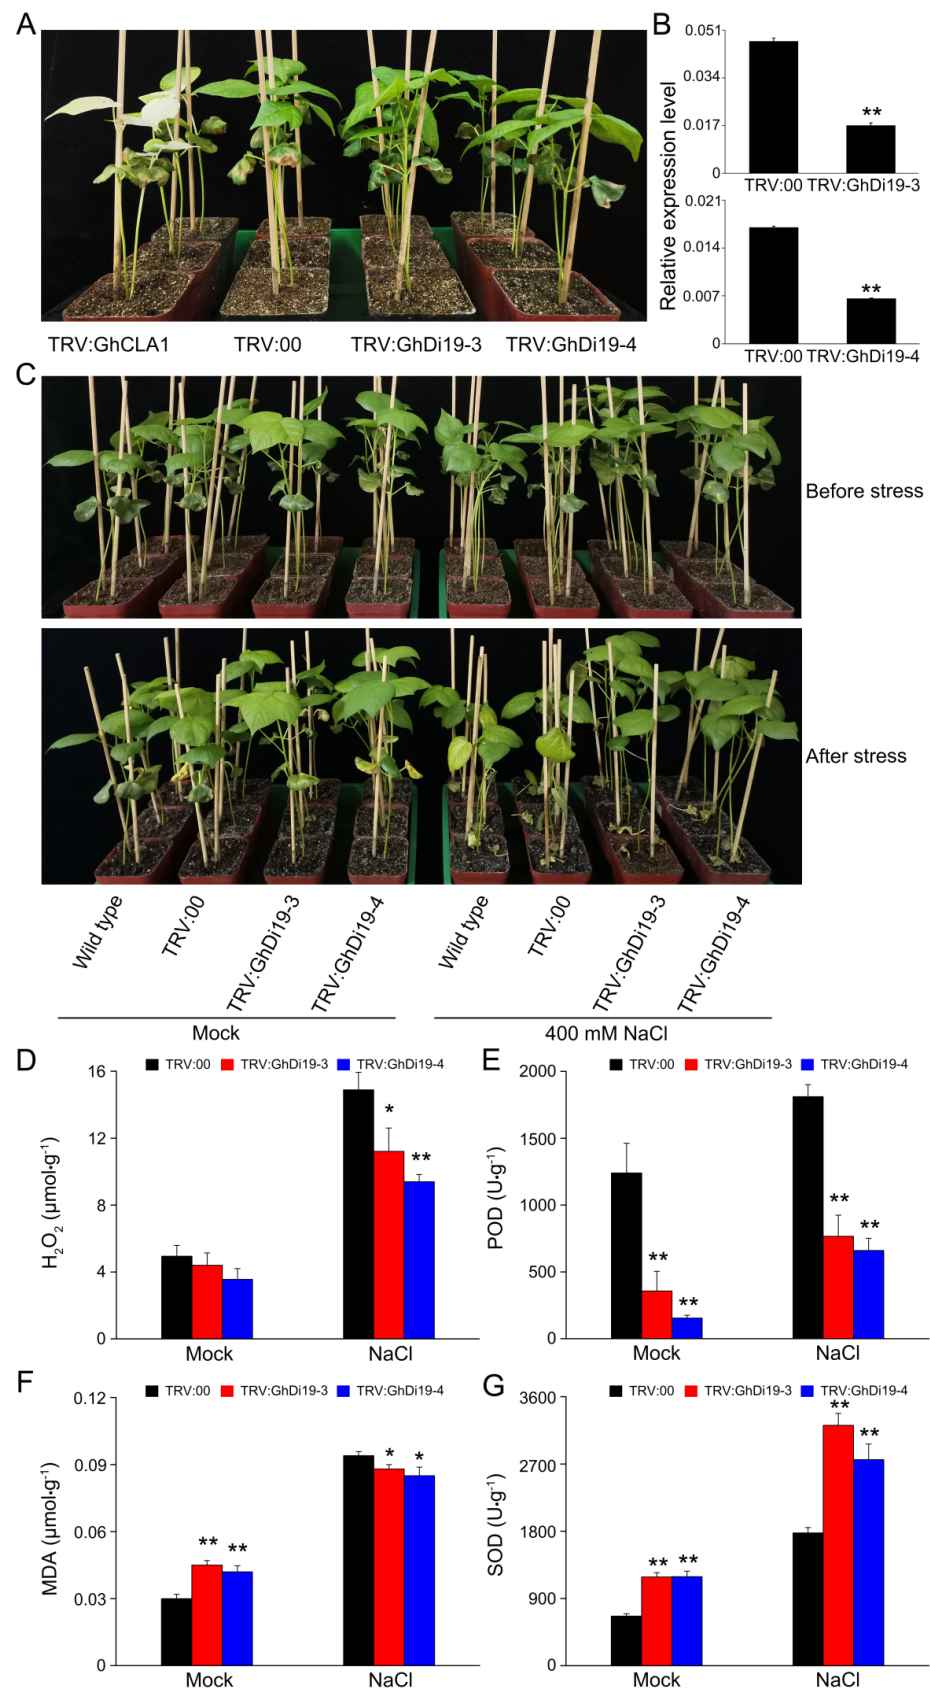 A
TRV:GhCLA1 TRV:00 TRV:GhDi19-3 TRV:GhDi19-4
B
Relative expression level
0.051
0.034
0.017
0
**
TRV:00 TRV:GhDi19-3
0.021
0.014
0.007
0
**
TRV:00 TRV:GhDi19-4
C
Before stress
After stress
Wild type TRV:00 TRV:GhDi19-3 TRV:GhDi19-4 Wild type TRV:00 TRV:GhDi19-3 TRV:GhDi19-4
Mock 400 mM NaCl
D
TRV:00 TRV:GhDi19-3 TRV:GhDi19-4
H₂O₂ (μmol·g⁻¹)
16
12
8
4
0
* **
Mock NaCl
E
TRV:00 TRV:GhDi19-3 TRV:GhDi19-4
POD (U·g⁻¹)
2000
1500
1000
500
0
** ** ** **
Mock NaCl
F
TRV:00 TRV:GhDi19-3 TRV:GhDi19-4
MDA (μmol·g⁻¹)
0.12
0.09
0.06
0.03
0
** ** * *
Mock NaCl
G
TRV:00 TRV:GhDi19-3 TRV:GhDi19-4
SOD (U·g⁻¹)
3600
2700
1800
900
0
** ** ** **
Mock NaCl